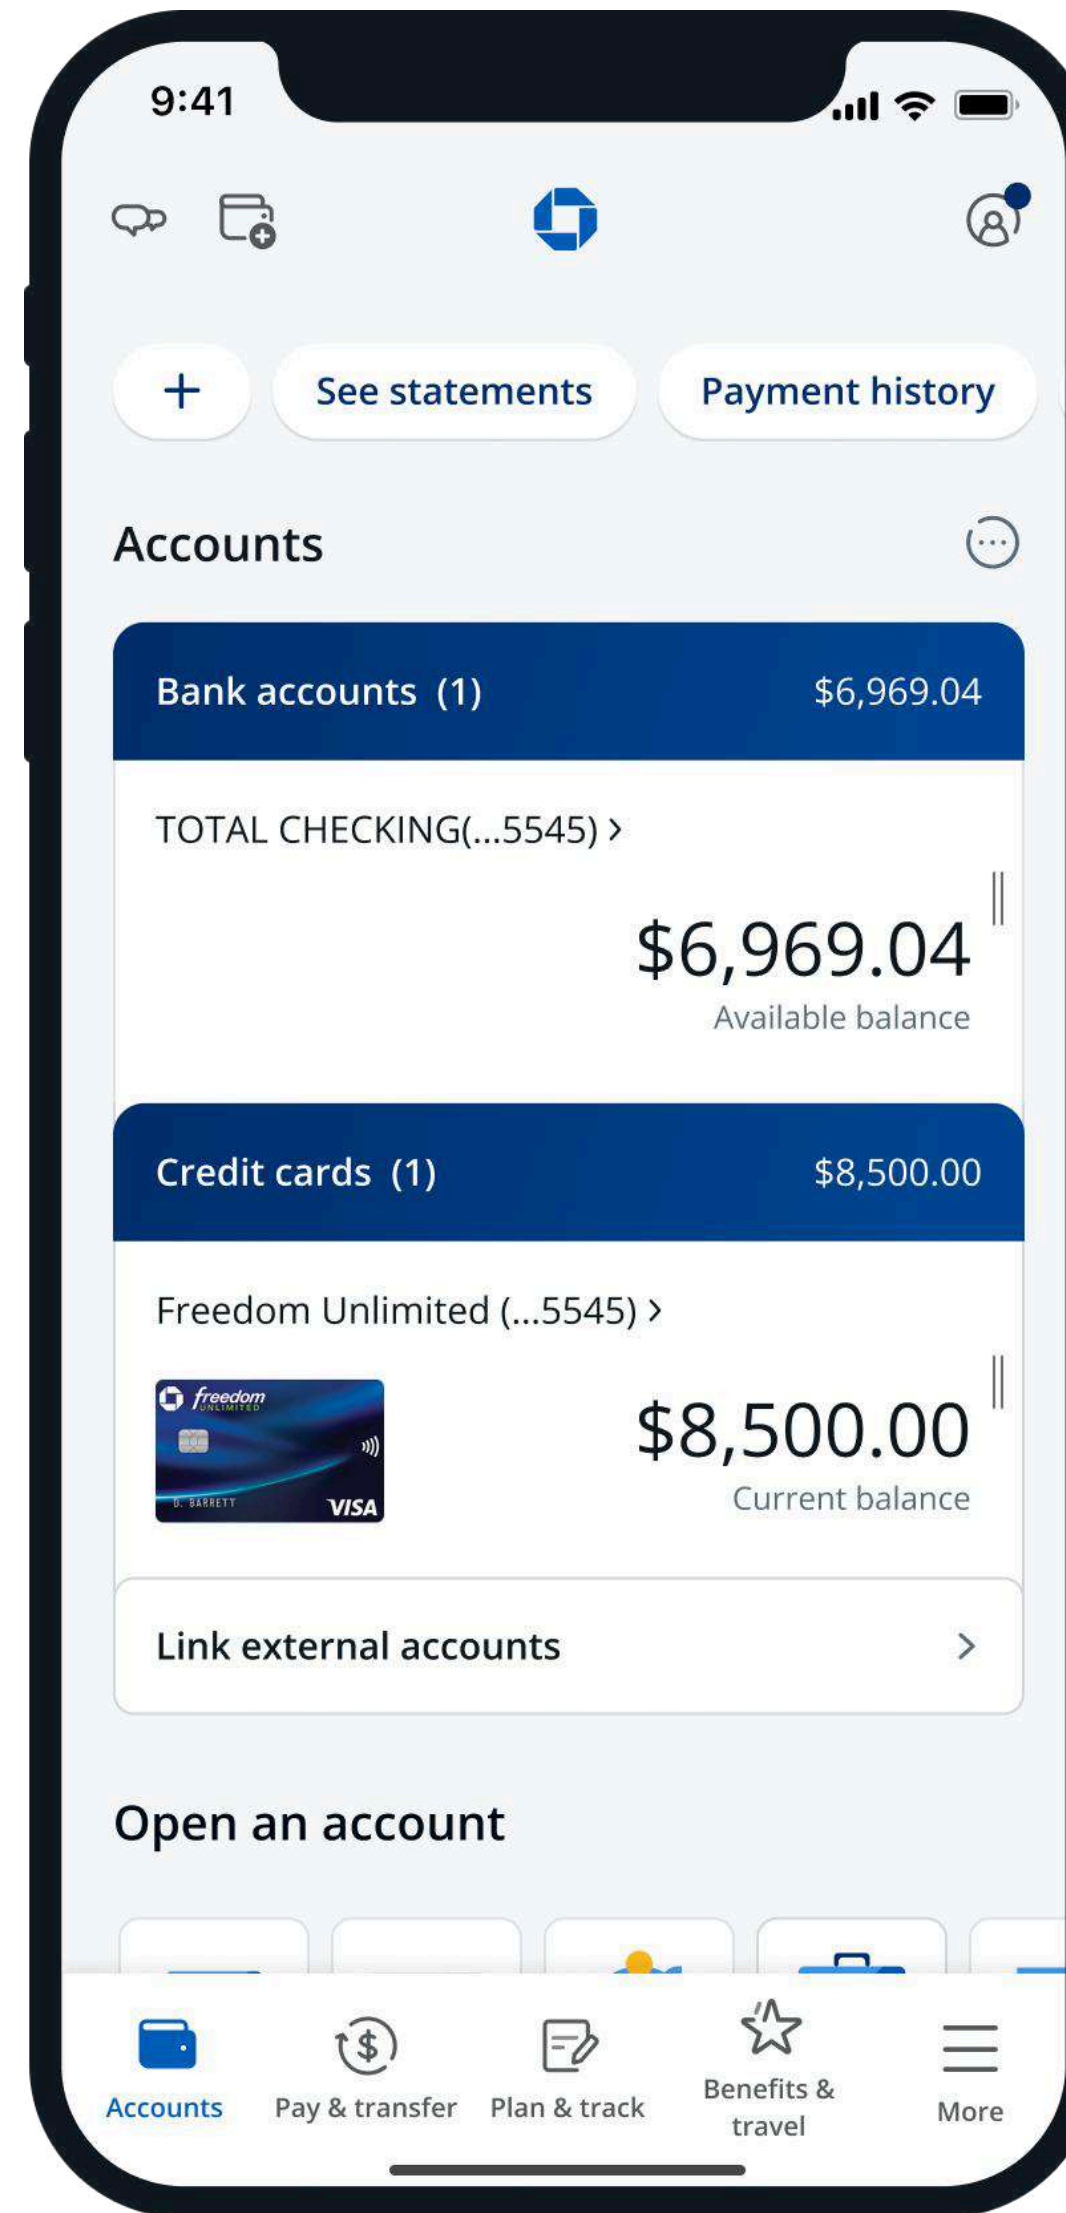 9:41
+
See statements
Payment history
Accounts
Bank accounts (1)
$6,969.04
TOTAL CHECKING(...5545) >
$6,969.04
Available balance
Credit cards (1)
$8,500.00
Freedom Unlimited (...5545) >
freedom
UNLIMITED
D. BARRETT
VISA
$8,500.00
Current balance
Link external accounts
Open an account
Accounts
Pay & transfer
Plan & track
Benefits &
travel
More